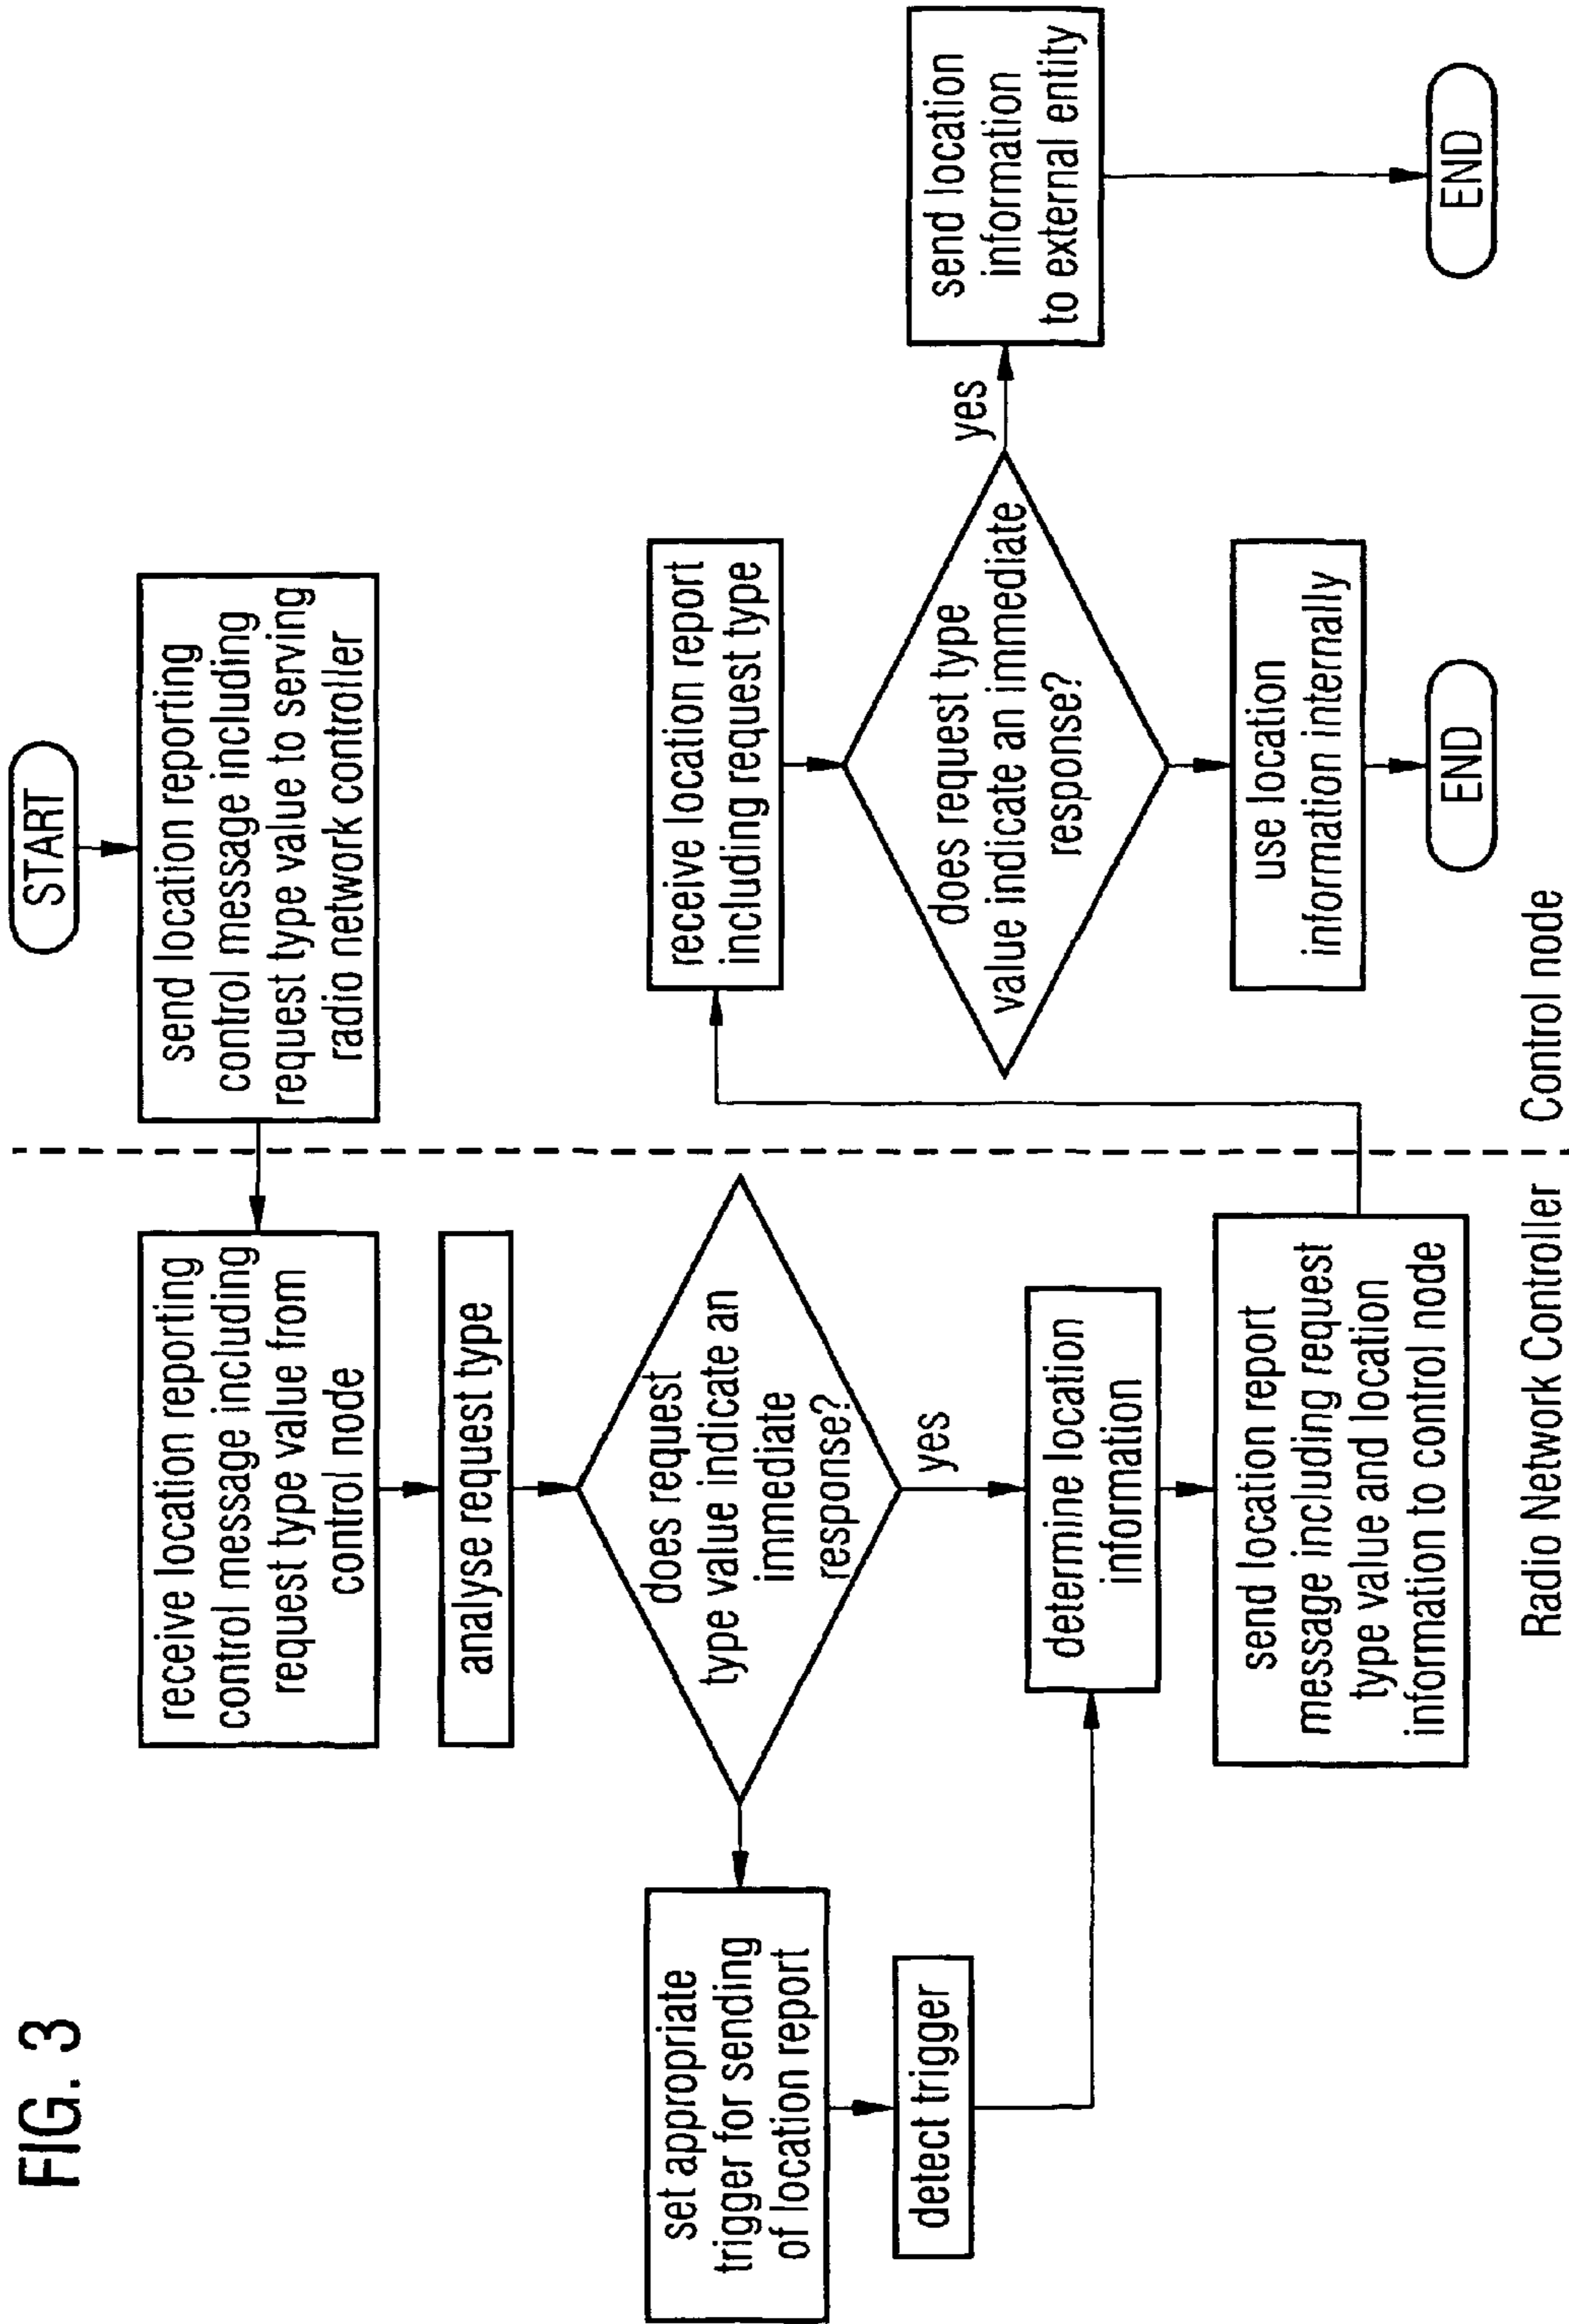 FIG. 3
START
send location reporting
control message including
request type value to serving
radio network controller
receive location reporting
control message including
request type value from
control node
analyse request type
does request
type value indicate an
immediate
response?
yes
set appropriate
trigger for sending
of location report
detect trigger
determine location
information
send location report
message including request
type value and location
information to control node
receive location report
including request type
does request type
value indicate an immediate
response?
yes
send location
information
to external entity
use location
information internally
END
END
Radio Network Controller
Control node